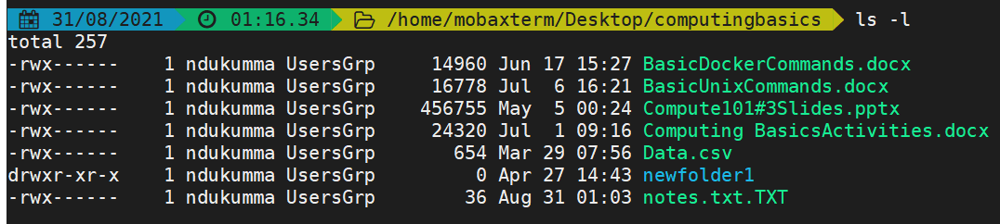 31/08/2021 01:16.34 /home/mobaxterm/Desktop/computingbasics ls -l
total 257
-rwx------ 1 ndukumma UsersGrp 14960 Jun 17 15:27 BasicDockerCommands.docx
-rwx------ 1 ndukumma UsersGrp 16778 Jul 6 16:21 BasicUnixCommands.docx
-rwx------ 1 ndukumma UsersGrp 456755 May 5 00:24 Compute101#3Slides.pptx
-rwx------ 1 ndukumma UsersGrp 24320 Jul 1 09:16 Computing BasicsActivities.docx
-rwx------ 1 ndukumma UsersGrp 654 Mar 29 07:56 Data.csv
drwxr-xr-x 1 ndukumma UsersGrp 0 Apr 27 14:43 newfolder1
-rwx------ 1 ndukumma UsersGrp 36 Aug 31 01:03 notes.txt.TXT